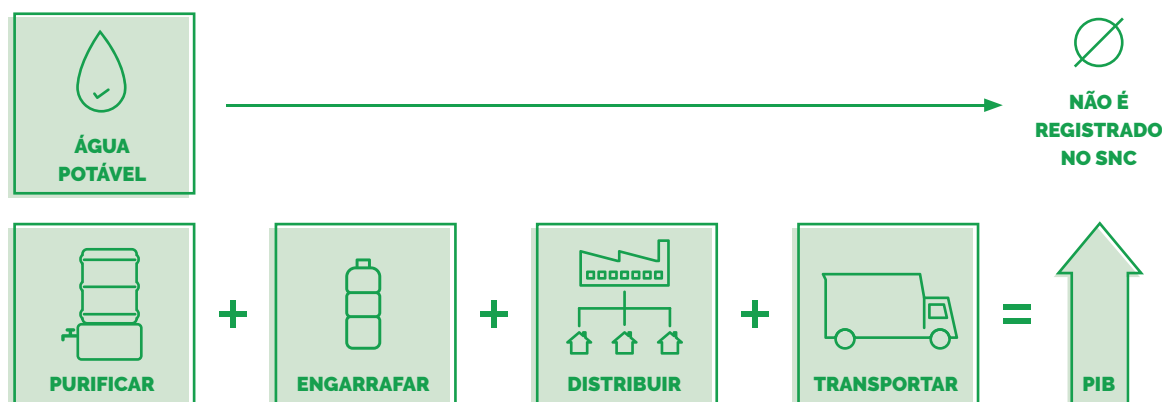 ÁGUA
POTÁVEL
NÃO É
REGISTRADO
NO SNC
PURIFICAR
ENGARRAFAR
DISTRIBUIR
TRANSPORTAR
PIB